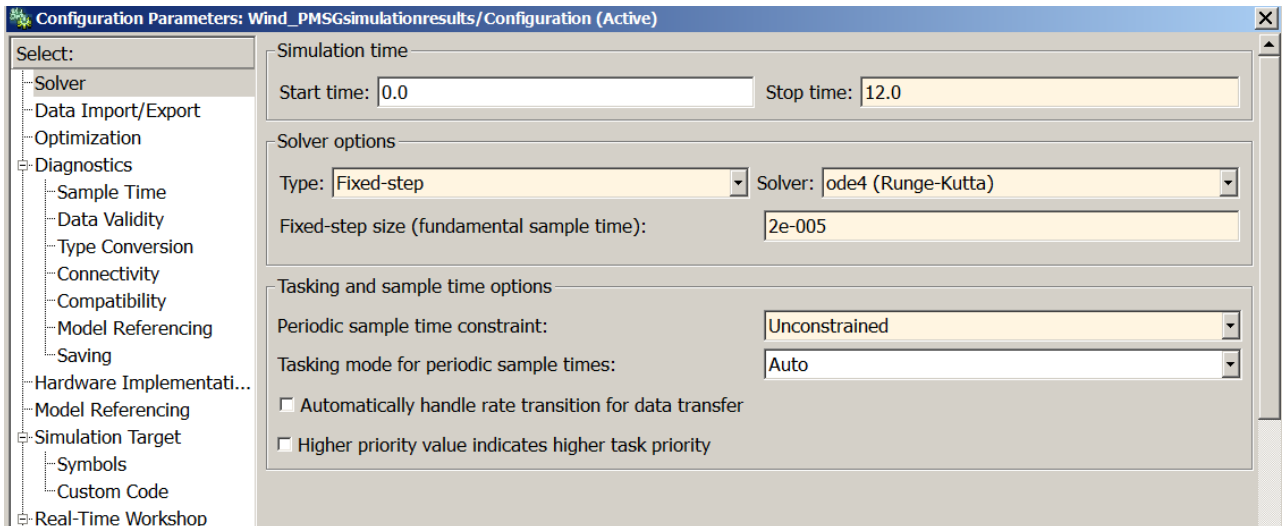 Configuration Parameters: Wind_PMSGsimulationresults/Configuration (Active)
Select:
Solver
Data Import/Export
Optimization
Diagnostics
Sample Time
Data Validity
Type Conversion
Connectivity
Compatibility
Model Referencing
Saving
Hardware Implementati...
Model Referencing
Simulation Target
Symbols
Custom Code
Real-Time Workshop
Simulation time
Start time: 0.0 Stop time: 12.0
Solver options
Type: Fixed-step Solver: ode4 (Runge-Kutta)
Fixed-step size (fundamental sample time): 2e-005
Tasking and sample time options
Periodic sample time constraint: Unconstrained
Tasking mode for periodic sample times: Auto
Automatically handle rate transition for data transfer
Higher priority value indicates higher task priority